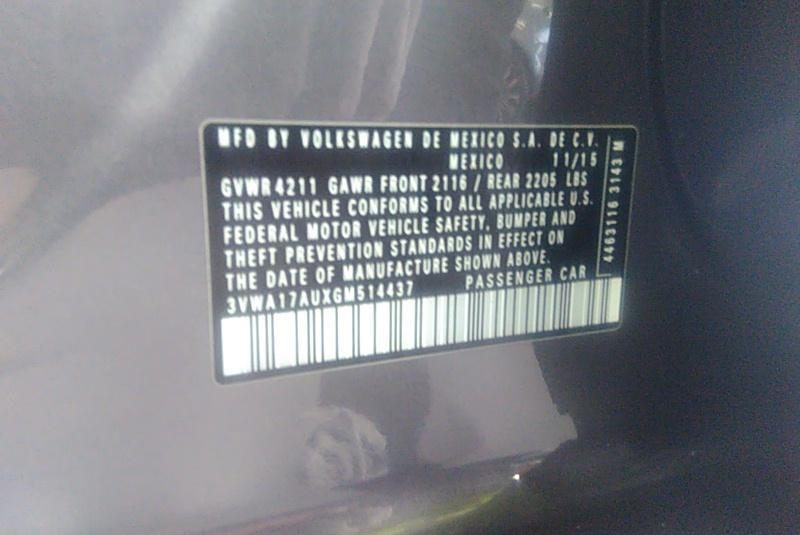 MFD BY VOLKSWAGEN DE MEXICO S.A. DE C.V.
MEXICO 11/15
GVWR 4211 GAWR FRONT 2116 / REAR 2205 LBS
THIS VEHICLE CONFORMS TO ALL APPLICABLE U.S.
FEDERAL MOTOR VEHICLE SAFETY, BUMPER AND
THEFT PREVENTION STANDARDS IN EFFECT ON
THE DATE OF MANUFACTURE SHOWN ABOVE.
3VWA17AUXGM514437 PASSENGER CAR
4463116 3143 M